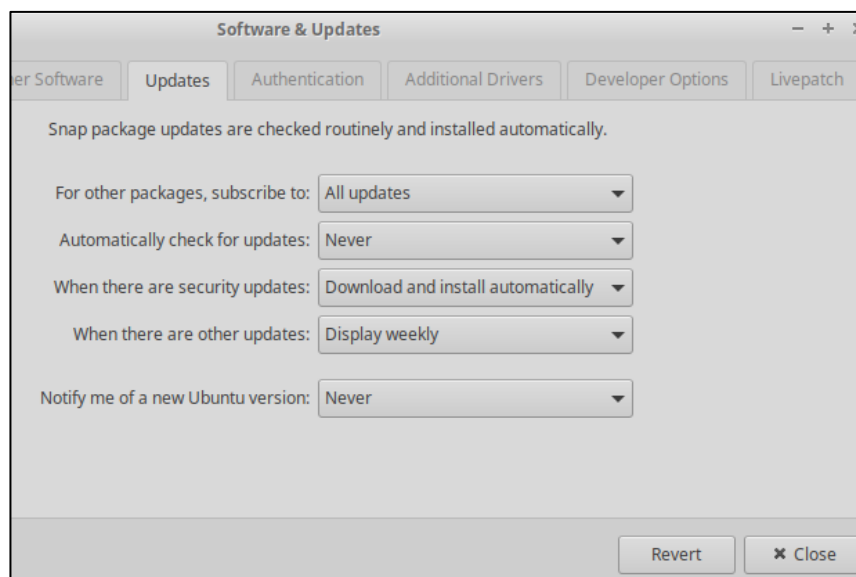 Software & Updates
er Software Updates Authentication Additional Drivers Developer Options Livepatch
Snap package updates are checked routinely and installed automatically.
For other packages, subscribe to: All updates
Automatically check for updates: Never
When there are security updates: Download and install automatically
When there are other updates: Display weekly
Notify me of a new Ubuntu version: Never
Revert Close